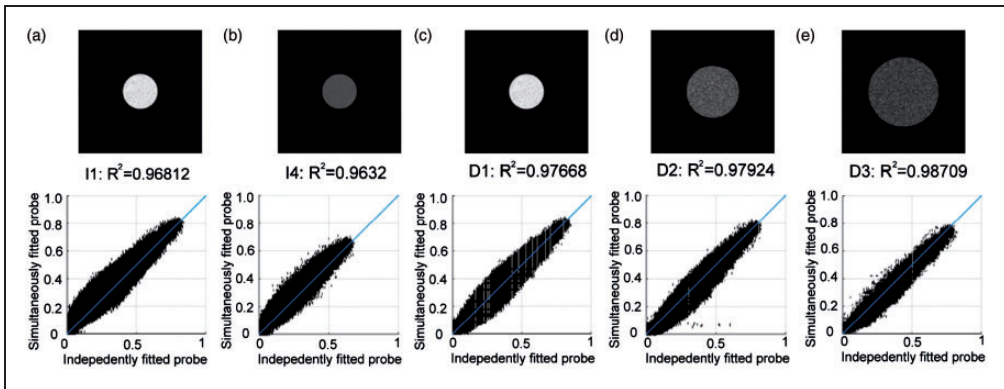 (a) (b) (c) (d) (e)
I1: R²=0.96812 I4: R²=0.9632 D1: R²=0.97668 D2: R²=0.97924 D3: R²=0.98709
Simultaneously fitted probe
1.0
0.8
0.6
0.4
0.2
0
0 0.5 1
Indepedently fitted probe
Simultaneously fitted probe
1.0
0.8
0.6
0.4
0.2
0
0 0.5 1
Indepedently fitted probe
Simultaneously fitted probe
1.0
0.8
0.6
0.4
0.2
0
0 0.5 1
Indepedently fitted probe
Simultaneously fitted probe
1.0
0.8
0.6
0.4
0.2
0
0 0.5 1
Indepedently fitted probe
Simultaneously fitted probe
1.0
0.8
0.6
0.4
0.2
0
0 0.5 1
Indepedently fitted probe